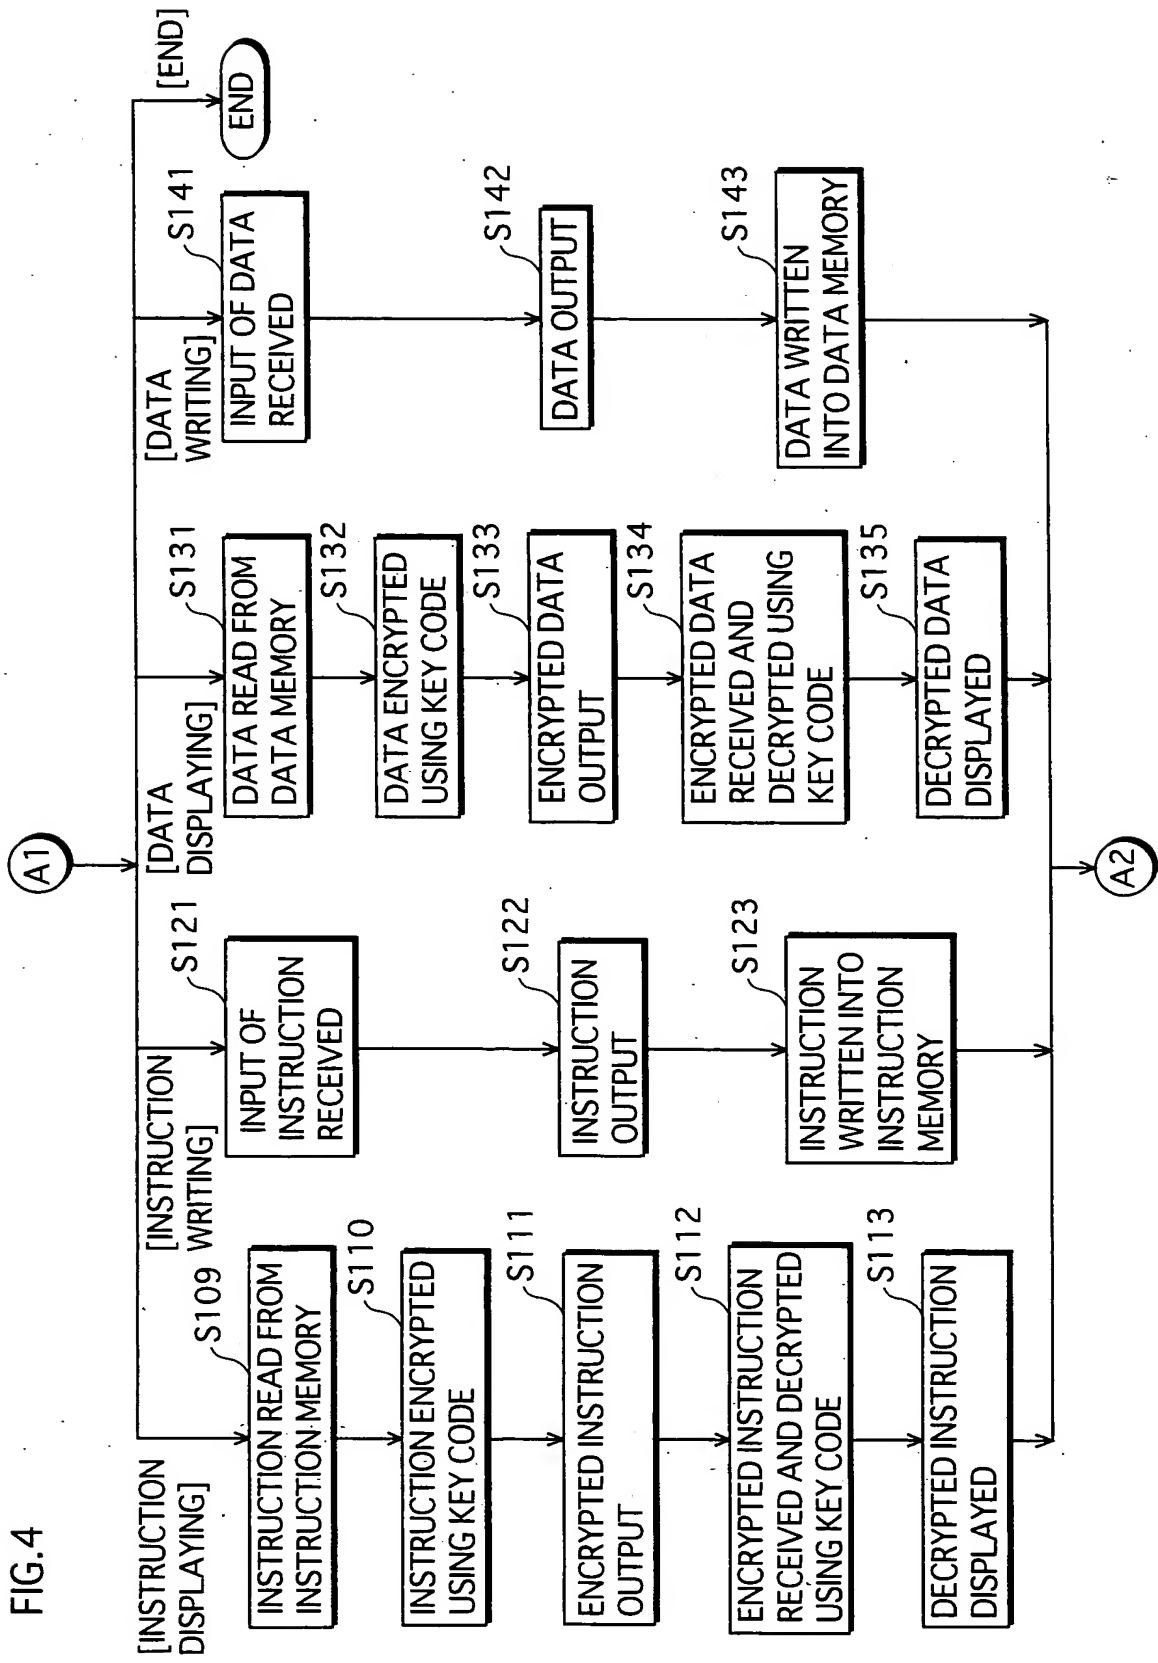 FIG.4
A1
[INSTRUCTION
DISPLAYING]
S109
INSTRUCTION READ FROM
INSTRUCTION MEMORY
S110
INSTRUCTION ENCRYPTED
USING KEY CODE
S111
ENCRYPTED INSTRUCTION
OUTPUT
S112
ENCRYPTED INSTRUCTION
RECEIVED AND DECRYPTED
USING KEY CODE
S113
DECRYPTED INSTRUCTION
DISPLAYED
[INSTRUCTION
WRITING]
S121
INPUT OF
INSTRUCTION
RECEIVED
S122
INSTRUCTION
OUTPUT
S123
INSTRUCTION
WRITTEN INTO
INSTRUCTION
MEMORY
[DATA
DISPLAYING]
S131
DATA READ FROM
DATA MEMORY
S132
DATA ENCRYPTED
USING KEY CODE
S133
ENCRYPTED DATA
OUTPUT
S134
ENCRYPTED DATA
RECEIVED AND
DECRYPTED USING
KEY CODE
S135
DECRYPTED DATA
DISPLAYED
[DATA
WRITING]
S141
INPUT OF DATA
RECEIVED
S142
DATA OUTPUT
S143
DATA WRITTEN
INTO DATA MEMORY
[END]
END
A2